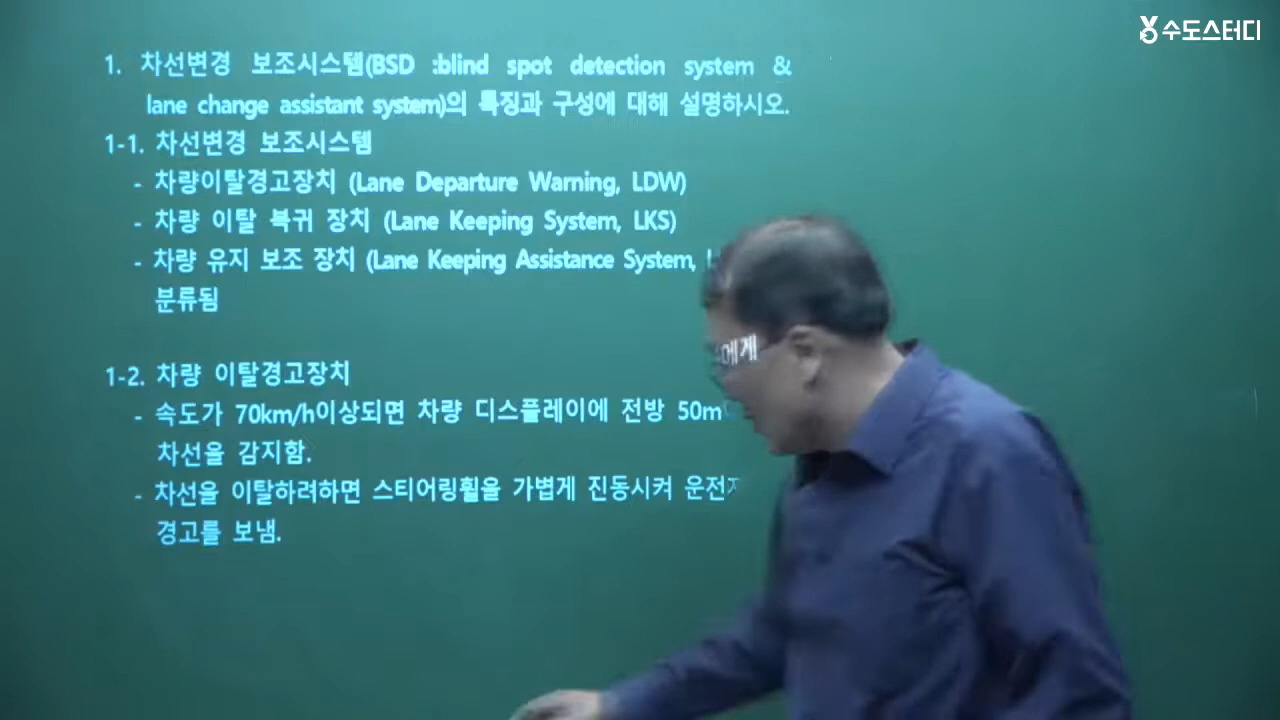 수도스터디
1. 차선변경 보조시스템(BSD :blind spot detection system &
lane change assistant system)의 특징과 구성에 대해 설명하시오.
1-1. 차선변경 보조시스템
- 차량이탈경고장치 (Lane Departure Warning, LDW)
- 차량 이탈 복귀 장치 (Lane Keeping System, LKS)
- 차량 유지 보조 장치 (Lane Keeping Assistance System,
분류됨
1-2. 차량 이탈경고장치
- 속도가 70km/h이상되면 차량 디스플레이에 전방 50m
차선을 감지함.
- 차선을 이탈하려하면 스티어링휠을 가볍게 진동시켜 에게
경고를 보냄.